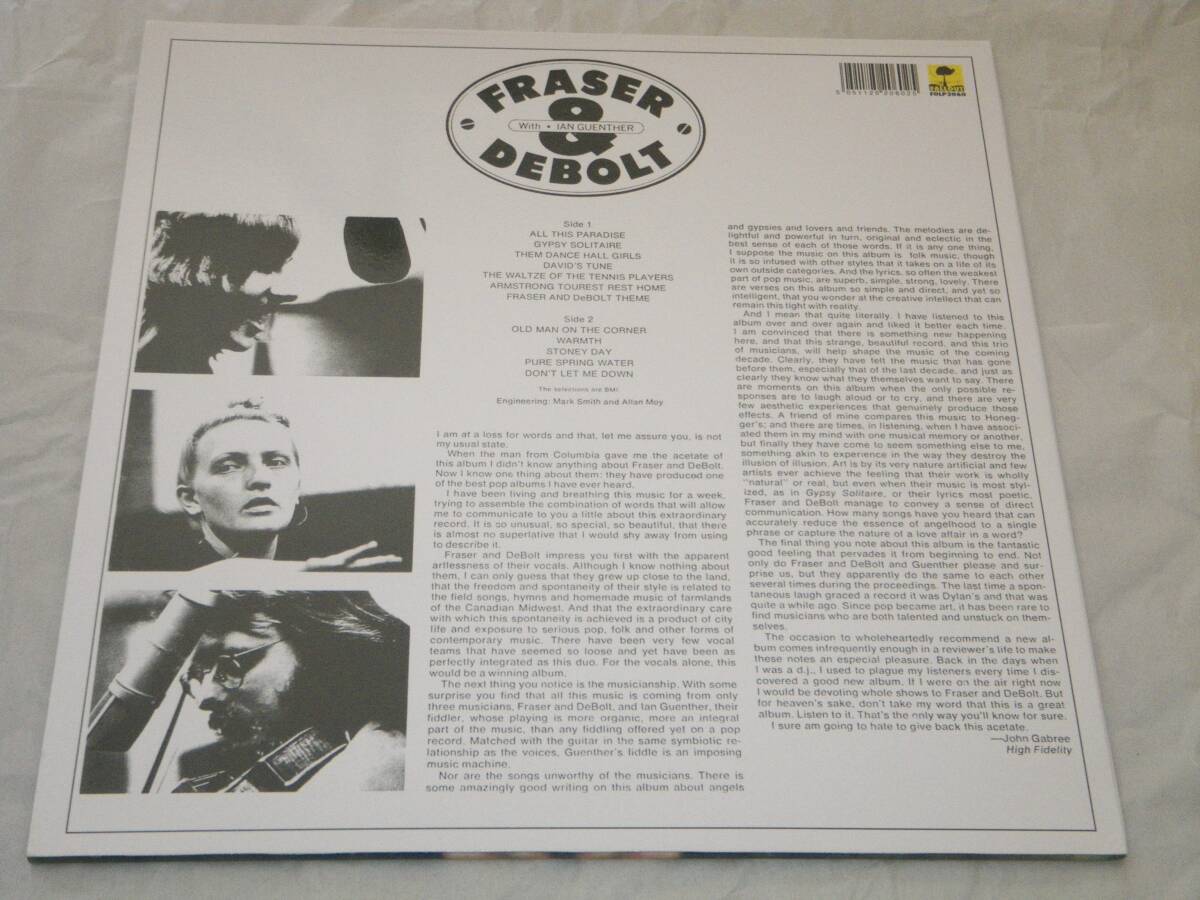 FRASER
&
With • IAN GUENTHER
DEBOLT
5 051125 206025
FALLOUT
FOLP2060
Side 1
ALL THIS PARADISE
GYPSY SOLITAIRE
THEM DANCE HALL GIRLS
DAVID'S TUNE
THE WALTZE OF THE TENNIS PLAYERS
ARMSTRONG TOUREST REST HOME
FRASER AND DeBOLT THEME
Side 2
OLD MAN ON THE CORNER
WARMTH
STONEY DAY
PURE SPRING WATER
DON'T LET ME DOWN
The selections are BMI.
Engineering: Mark Smith and Allan Moy
I am at a loss for words and that, let me assure you, is not
my usual state.
When the man from Columbia gave me the acetate of
this album I didn't know anything about Fraser and DeBolt.
Now I know one thing about them: they have produced one
of the best pop albums I have ever heard.
I have been living and breathing this music for a week,
trying to assemble the combination of words that will allow
me to communicate to you a little about this extraordinary
record. It is so unusual, so special, so beautiful, that there
is almost no superlative that I would shy away from using
to describe it.
Fraser and DeBolt impress you first with the apparent
artlessness of their vocals. Although I know nothing about
them, I can only guess that they grew up close to the land,
that the freedom and spontaneity of their style is related to
the field songs, hymns and homemade music of farmlands
of the Canadian Midwest. And that the extraordinary care
with which this spontaneity is achieved is a product of city
life and exposure to serious pop, folk and other forms of
contemporary music. There have been very few vocal
teams that have seemed so loose and yet have been as
perfectly integrated as this duo. For the vocals alone, this
would be a winning album.
The next thing you notice is the musicianship. With some
surprise you find that all this music is coming from only
three musicians, Fraser and DeBolt, and Ian Guenther, their
fiddler, whose playing is more organic, more an integral
part of the music, than any fiddling offered yet on a pop
record. Matched with the guitar in the same symbiotic re-
lationship as the voices, Guenther's fiddle is an imposing
music machine.
Nor are the songs unworthy of the musicians. There is
some amazingly good writing on this album about angels
and gypsies and lovers and friends. The melodies are de-
lightful and powerful in turn, original and eclectic in the
best sense of each of those words. If it is any one thing,
I suppose the music on this album is folk music, though
it is so infused with other styles that it takes on a life of its
own outside categories. And the lyrics, so often the weakest
part of pop music, are superb, simple, strong, lovely. There
are verses on this album so simple and direct, and yet so
intelligent, that you wonder at the creative intellect that can
remain this tight with reality.
And I mean that quite literally. I have listened to this
album over and over again and liked it better each time.
I am convinced that there is something new happening
here, and that this strange, beautiful record, and this trio
of musicians, will help shape the music of the coming
decade. Clearly, they have felt the music that has gone
before them, especially that of the last decade, and just as
clearly they know what they themselves want to say. There
are moments on this album when the only possible re-
sponses are to laugh aloud or to cry, and there are very
few aesthetic experiences that genuinely produce those
effects. A friend of mine compares this music to Honeg-
ger's; and there are times, in listening, when I have associ-
ated them in my mind with one musical memory or another,
but finally they have come to seem something else to me,
something akin to experience in the way they destroy the
illusion of illusion. Art is by its very nature artificial and few
artists ever achieve the feeling that their work is wholly
"natural" or real, but even when their music is most styl-
ized, as in Gypsy Solitaire, or their lyrics most poetic,
Fraser and DeBolt manage to convey a sense of direct
communication. How many songs have you heard that can
accurately reduce the essence of angelhood to a single
phrase or capture the nature of a love affair in a word?
The final thing you note about this album is the fantastic
good feeling that pervades it from beginning to end. Not
only do Fraser and DeBolt and Guenther please and sur-
prise us, but they apparently do the same to each other
several times during the proceedings. The last time a spon-
taneous laugh graced a record it was Dylan's and that was
quite a while ago. Since pop became art, it has been rare to
find musicians who are both talented and unstuck on them-
selves.
The occasion to wholeheartedly recommend a new al-
bum comes infrequently enough in a reviewer's life to make
these notes an especial pleasure. Back in the days when
I was a d.j., I used to plague my listeners every time I dis-
covered a good new album. If I were on the air right now
I would be devoting whole shows to Fraser and DeBolt. But
for heaven's sake, don't take my word that this is a great
album. Listen to it. That's the only way you'll know for sure.
I sure am going to hate to give back this acetate.
—John Gabree
High Fidelity